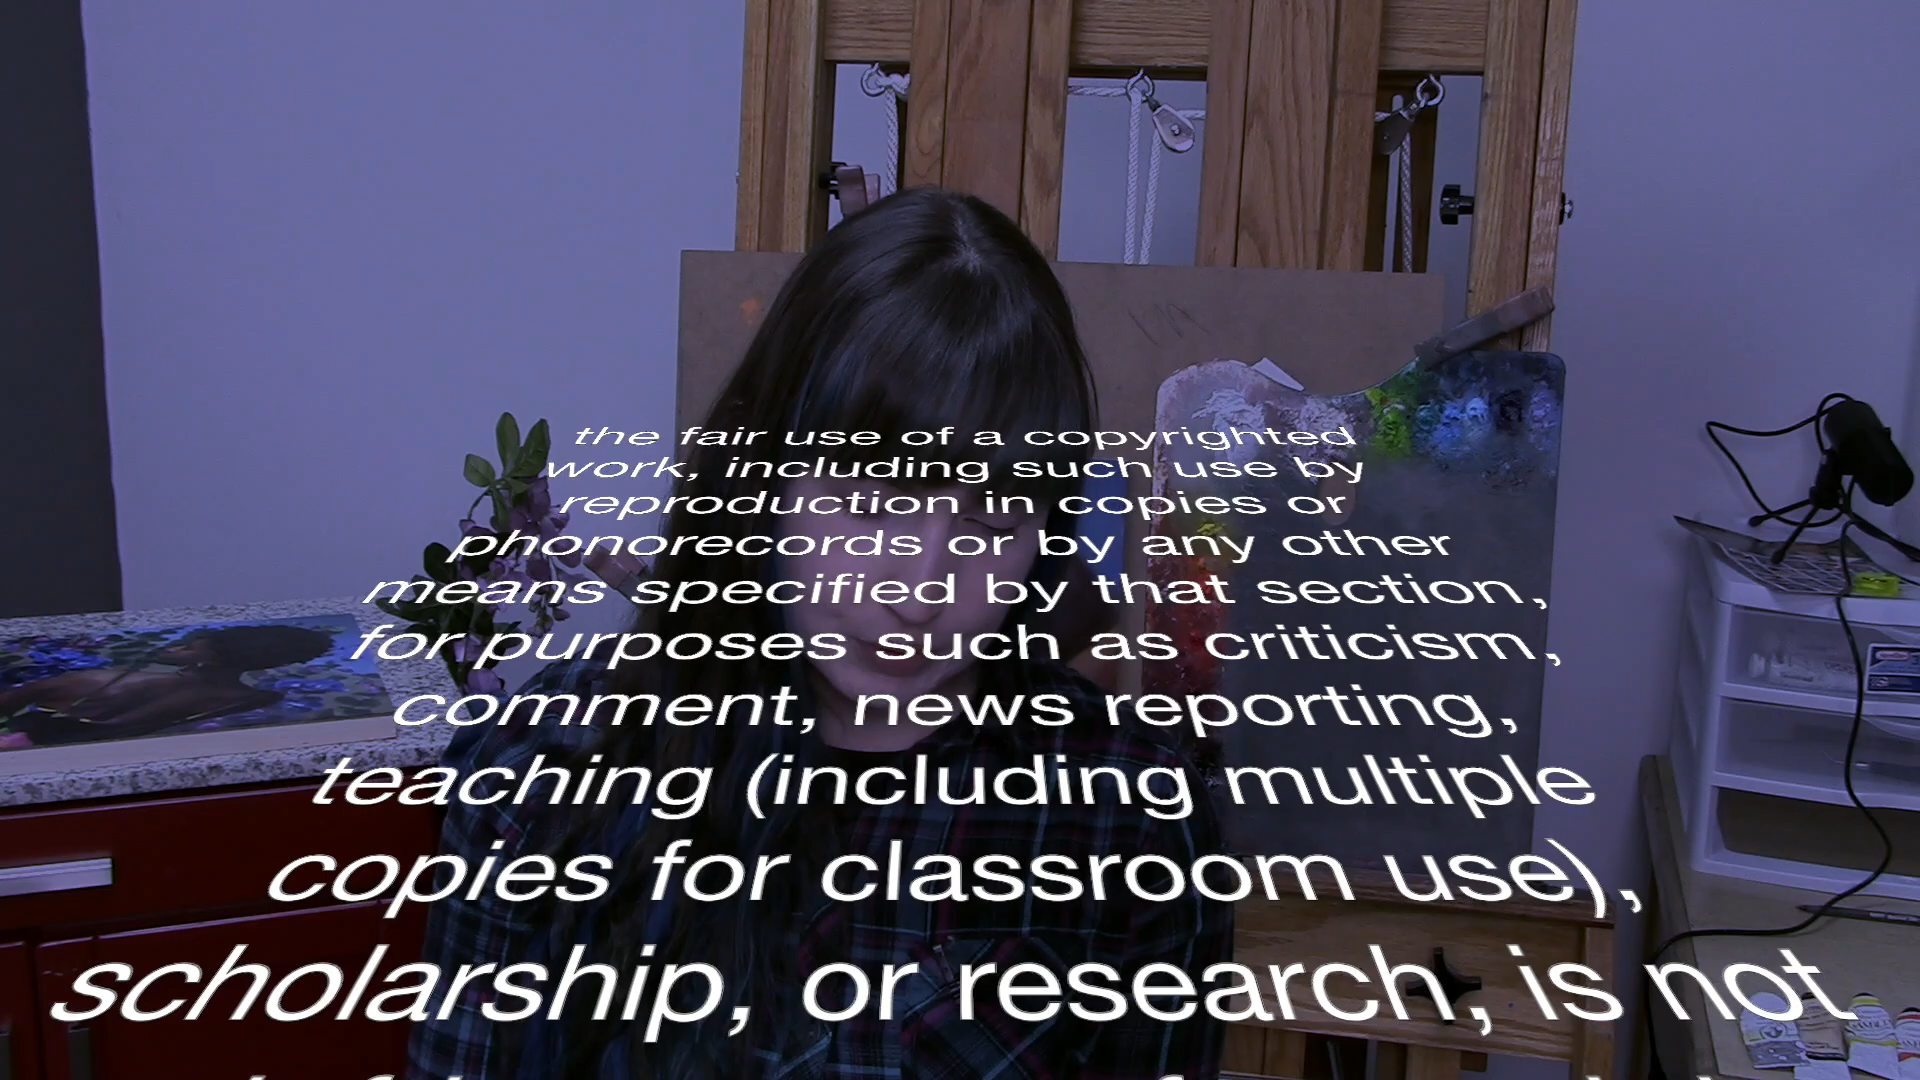 the fair use of a copyrighted
work, including such use by
reproduction in copies or
phonorecords or by any other
means specified by that section,
for purposes such as criticism,
comment, news reporting,
teaching (including multiple
copies for classroom use),
scholarship, or research, is not